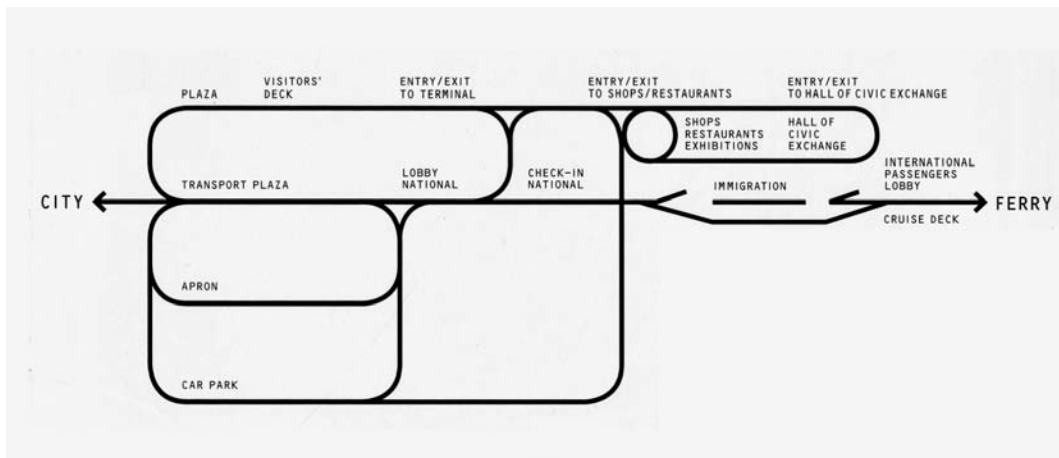 VISITORS'
DECK
PLAZA
ENTRY/EXIT
TO TERMINAL
ENTRY/EXIT
TO SHOPS/RESTAURANTS
ENTRY/EXIT
TO HALL OF CIVIC EXCHANGE
SHOPS
RESTAURANTS
EXHIBITIONS
HALL OF
CIVIC
EXCHANGE
TRANSPORT PLAZA
LOBBY
NATIONAL
CHECK-IN
NATIONAL
IMMIGRATION
INTERNATIONAL
PASSENGERS
LOBBY
CITY
FERRY
CRUISE DECK
APRON
CAR PARK